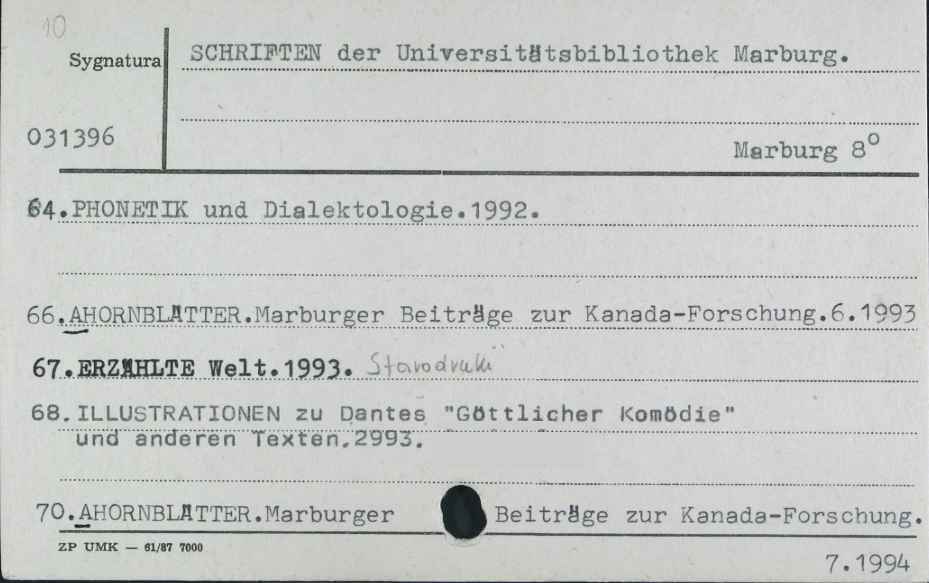 10
Sygnatura
SCHRIFTEN der Universitätsbibliothek Marburg.
031396
Marburg 8°
64.PHONETIK und Dialektologie.1992.
66.AHORNBLÄTTER.Marburger Beiträge zur Kanada-Forschung.6.1993
67.ERZÄHLTE Welt.1993. Starodruki
68.ILLUSTRATIONEN zu Dantes "Göttlicher Komödie"
und anderen Texten.2993.
70.AHORNBLÄTTER.Marburger Beiträge zur Kanada-Forschung.
ZP UMK — 61/87 7000
7.1994